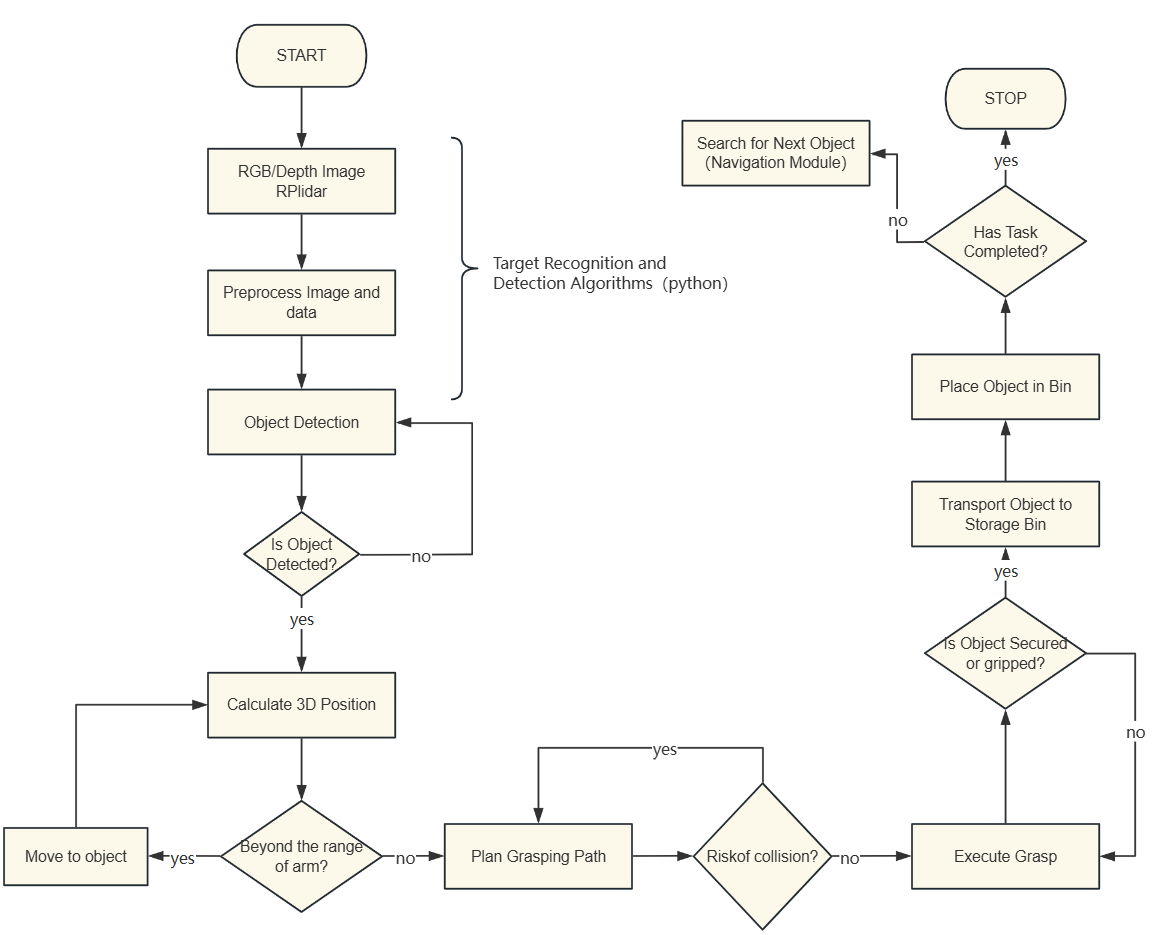 START
RGB/Depth Image
RPlidar
Preprocess Image and
data
Target Recognition and
Detection Algorithms（python）
Object Detection
Is Object
Detected?
no
yes
Calculate 3D Position
Beyond the range
of arm?
yes
Move to object
no
Plan Grasping Path
yes
Riskof collision?
no
Execute Grasp
Is Object Secured
or gripped?
no
yes
Transport Object to
Storage Bin
Place Object in Bin
Has Task
Completed?
no
Search for Next Object
(Navigation Module)
yes
STOP